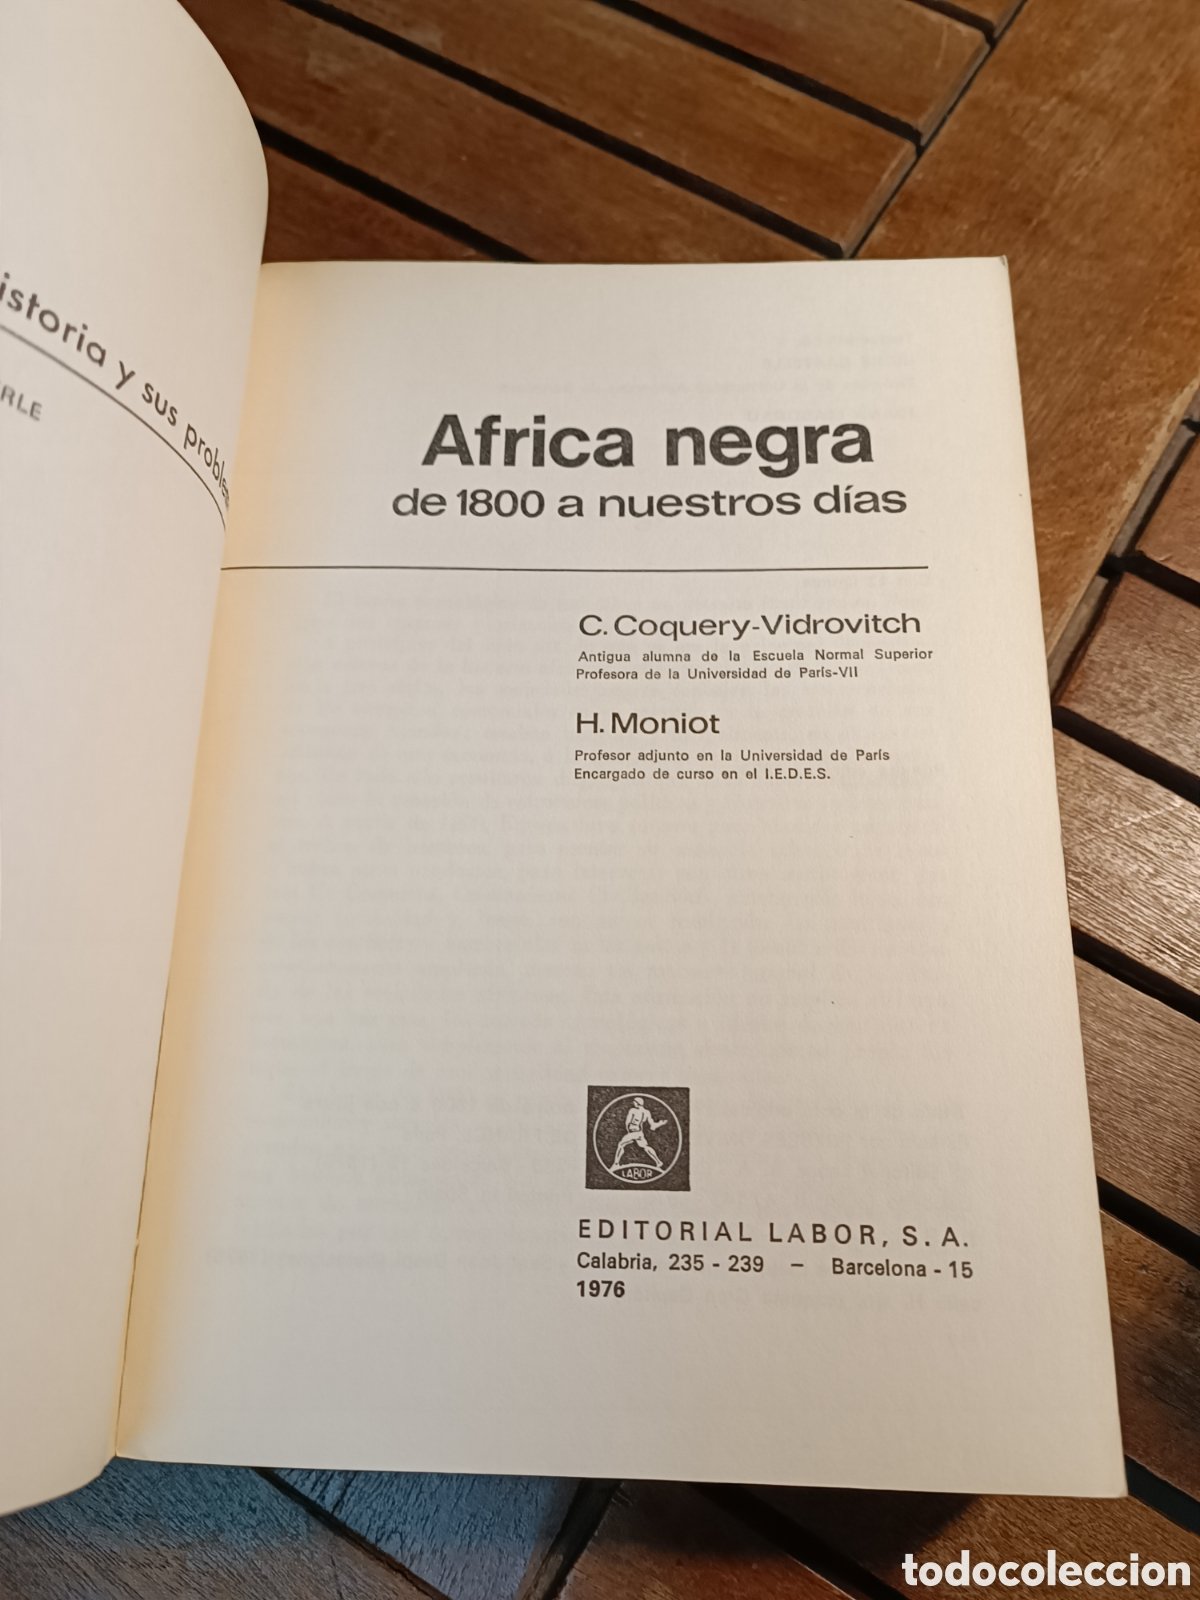 istoria y sus proble
RLE
Africa negra
de 1800 a nuestros días
C. Coquery-Vidrovitch
Antigua alumna de la Escuela Normal Superior
Profesora de la Universidad de París-VII
H. Moniot
Profesor adjunto en la Universidad de París
Encargado de curso en el I.E.D.E.S.
LABOR
EDITORIAL LABOR, S. A.
Calabria, 235 - 239 – Barcelona - 15
1976
todocoleccion